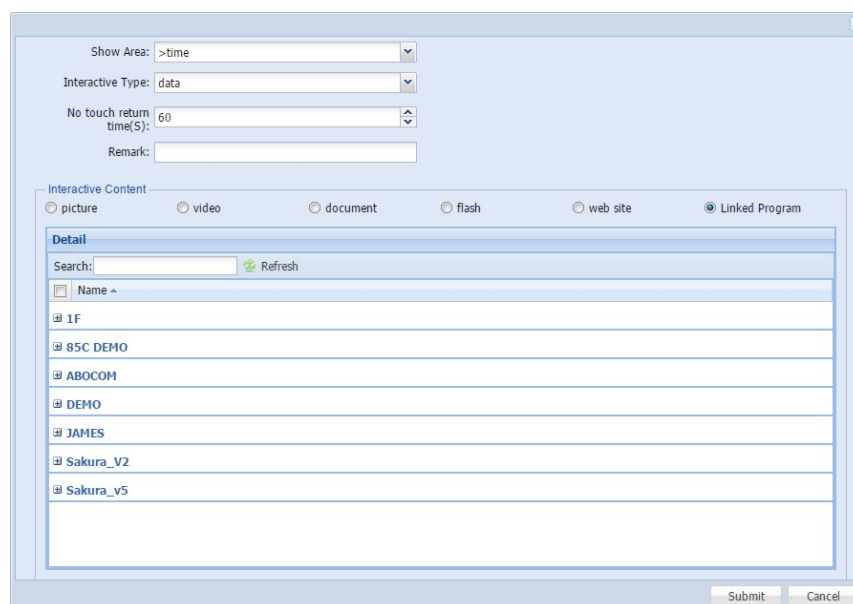 Show Area: >time
Interactive Type: data
No touch return time(S): 60
Remark:
Interactive Content
picture video document flash web site Linked Program
Detail
Search: Refresh
Name
1F
85C DEMO
ABOCOM
DEMO
JAMES
Sakura_V2
Sakura_v5
Submit Cancel